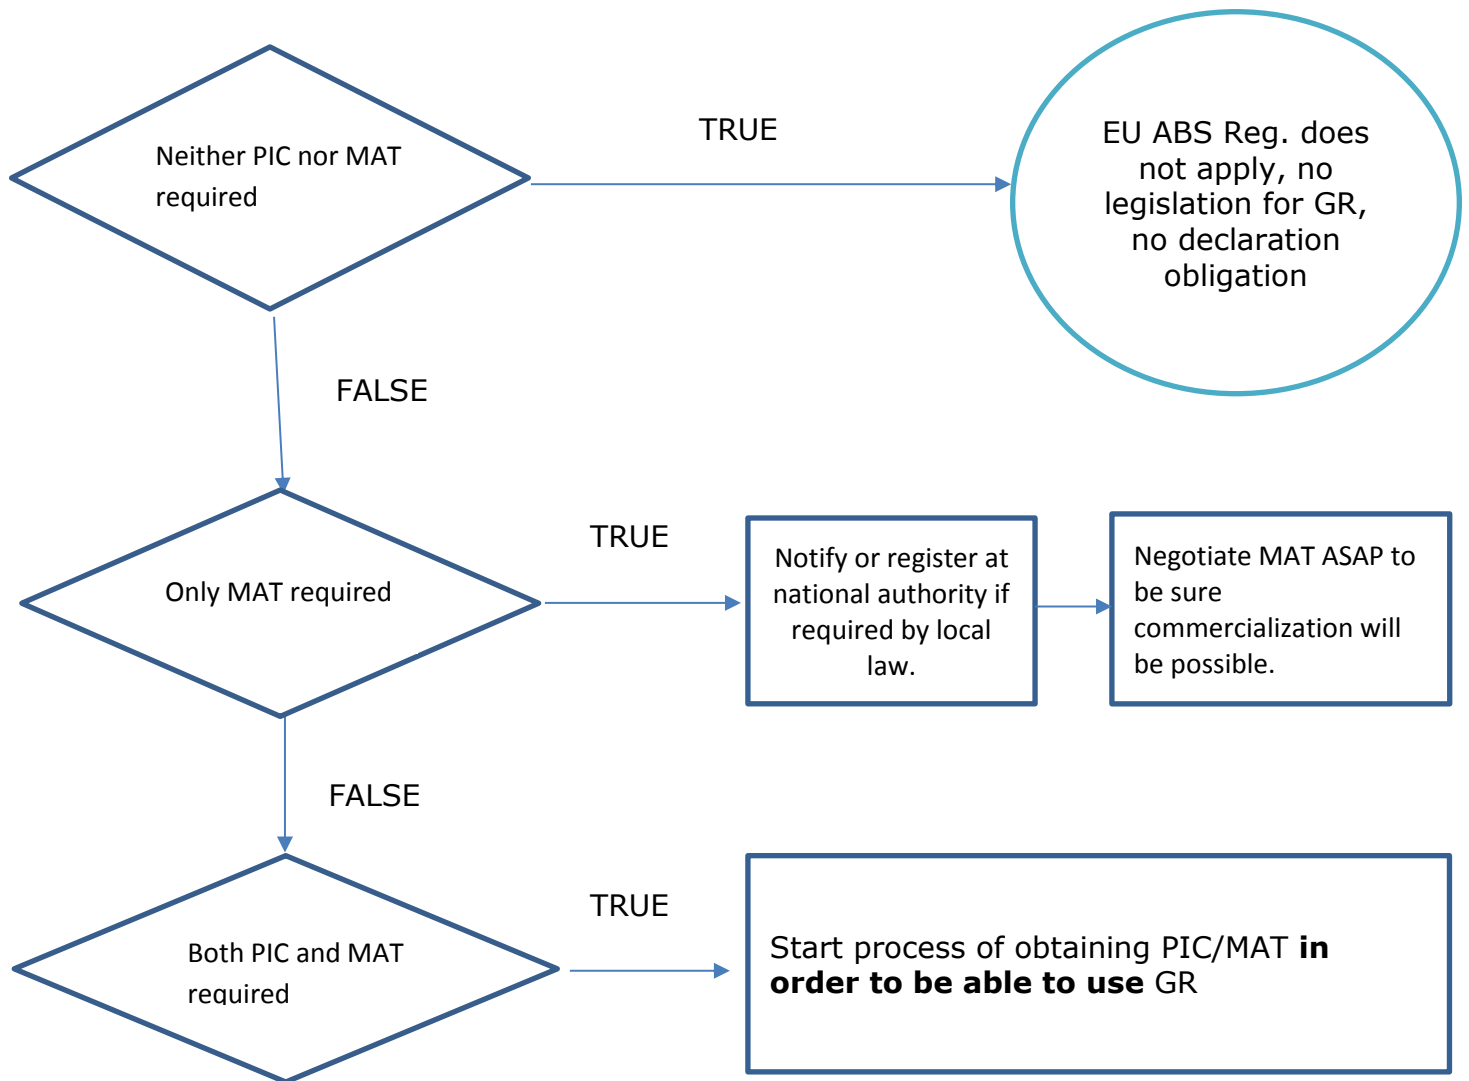 Neither PIC nor MAT
required
TRUE
EU ABS Reg. does
not apply, no
legislation for GR,
no declaration
obligation
FALSE
Only MAT required
TRUE
Notify or register at
national authority if
required by local
law.
Negotiate MAT ASAP to
be sure
commercialization will
be possible.
FALSE
Both PIC and MAT
required
TRUE
Start process of obtaining PIC/MAT in
order to be able to use GR